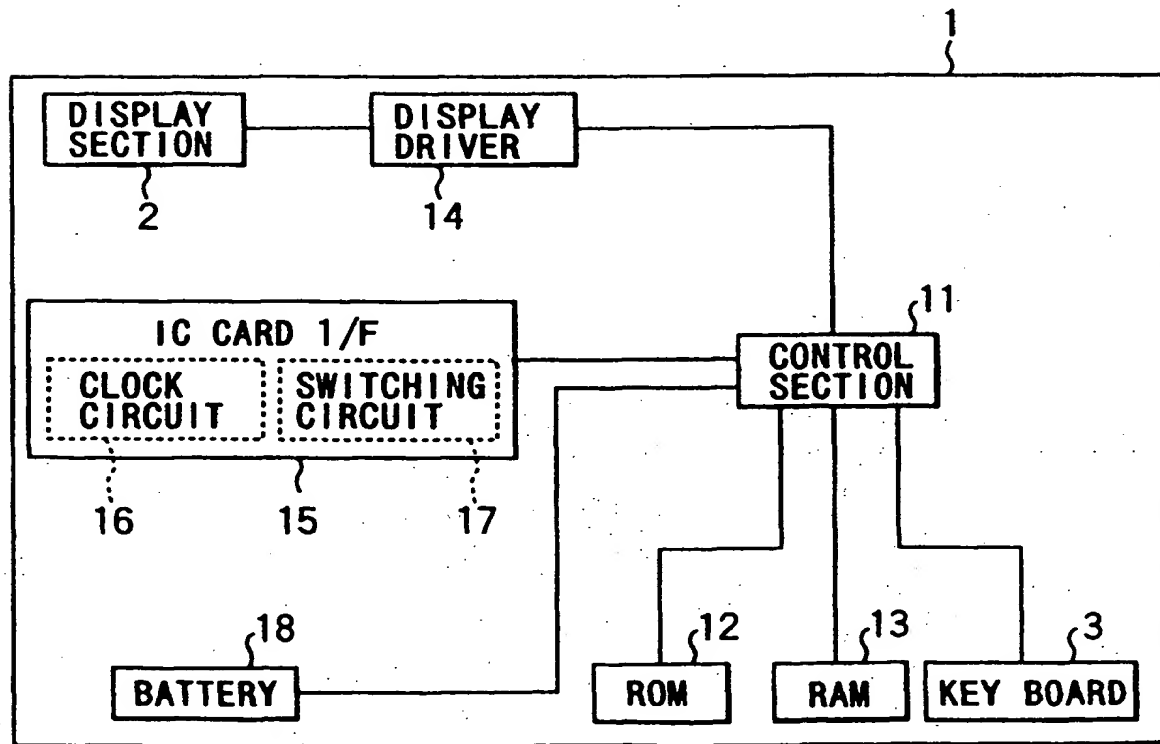 1
DISPLAY
SECTION
DISPLAY
DRIVER
2
14
IC CARD 1/F
CLOCK
CIRCUIT
SWITCHING
CIRCUIT
11
CONTROL
SECTION
16
15
17
18
12
13
3
BATTERY
ROM
RAM
KEY BOARD